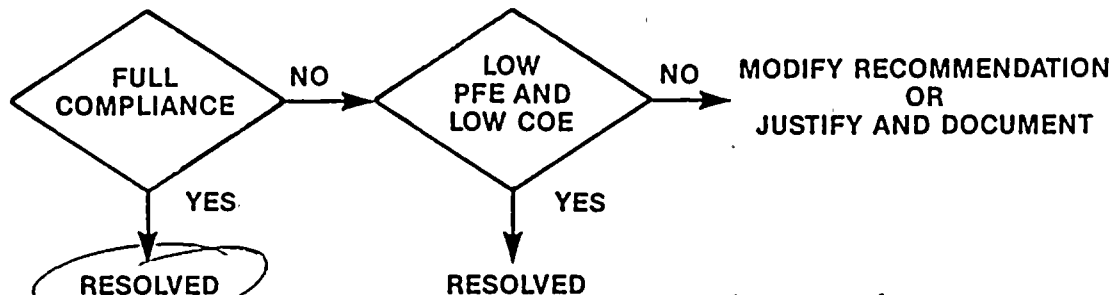 FULL
COMPLIANCE
NO
LOW
PFE AND
LOW COE
NO
MODIFY RECOMMENDATION
OR
JUSTIFY AND DOCUMENT
YES
YES
RESOLVED
RESOLVED